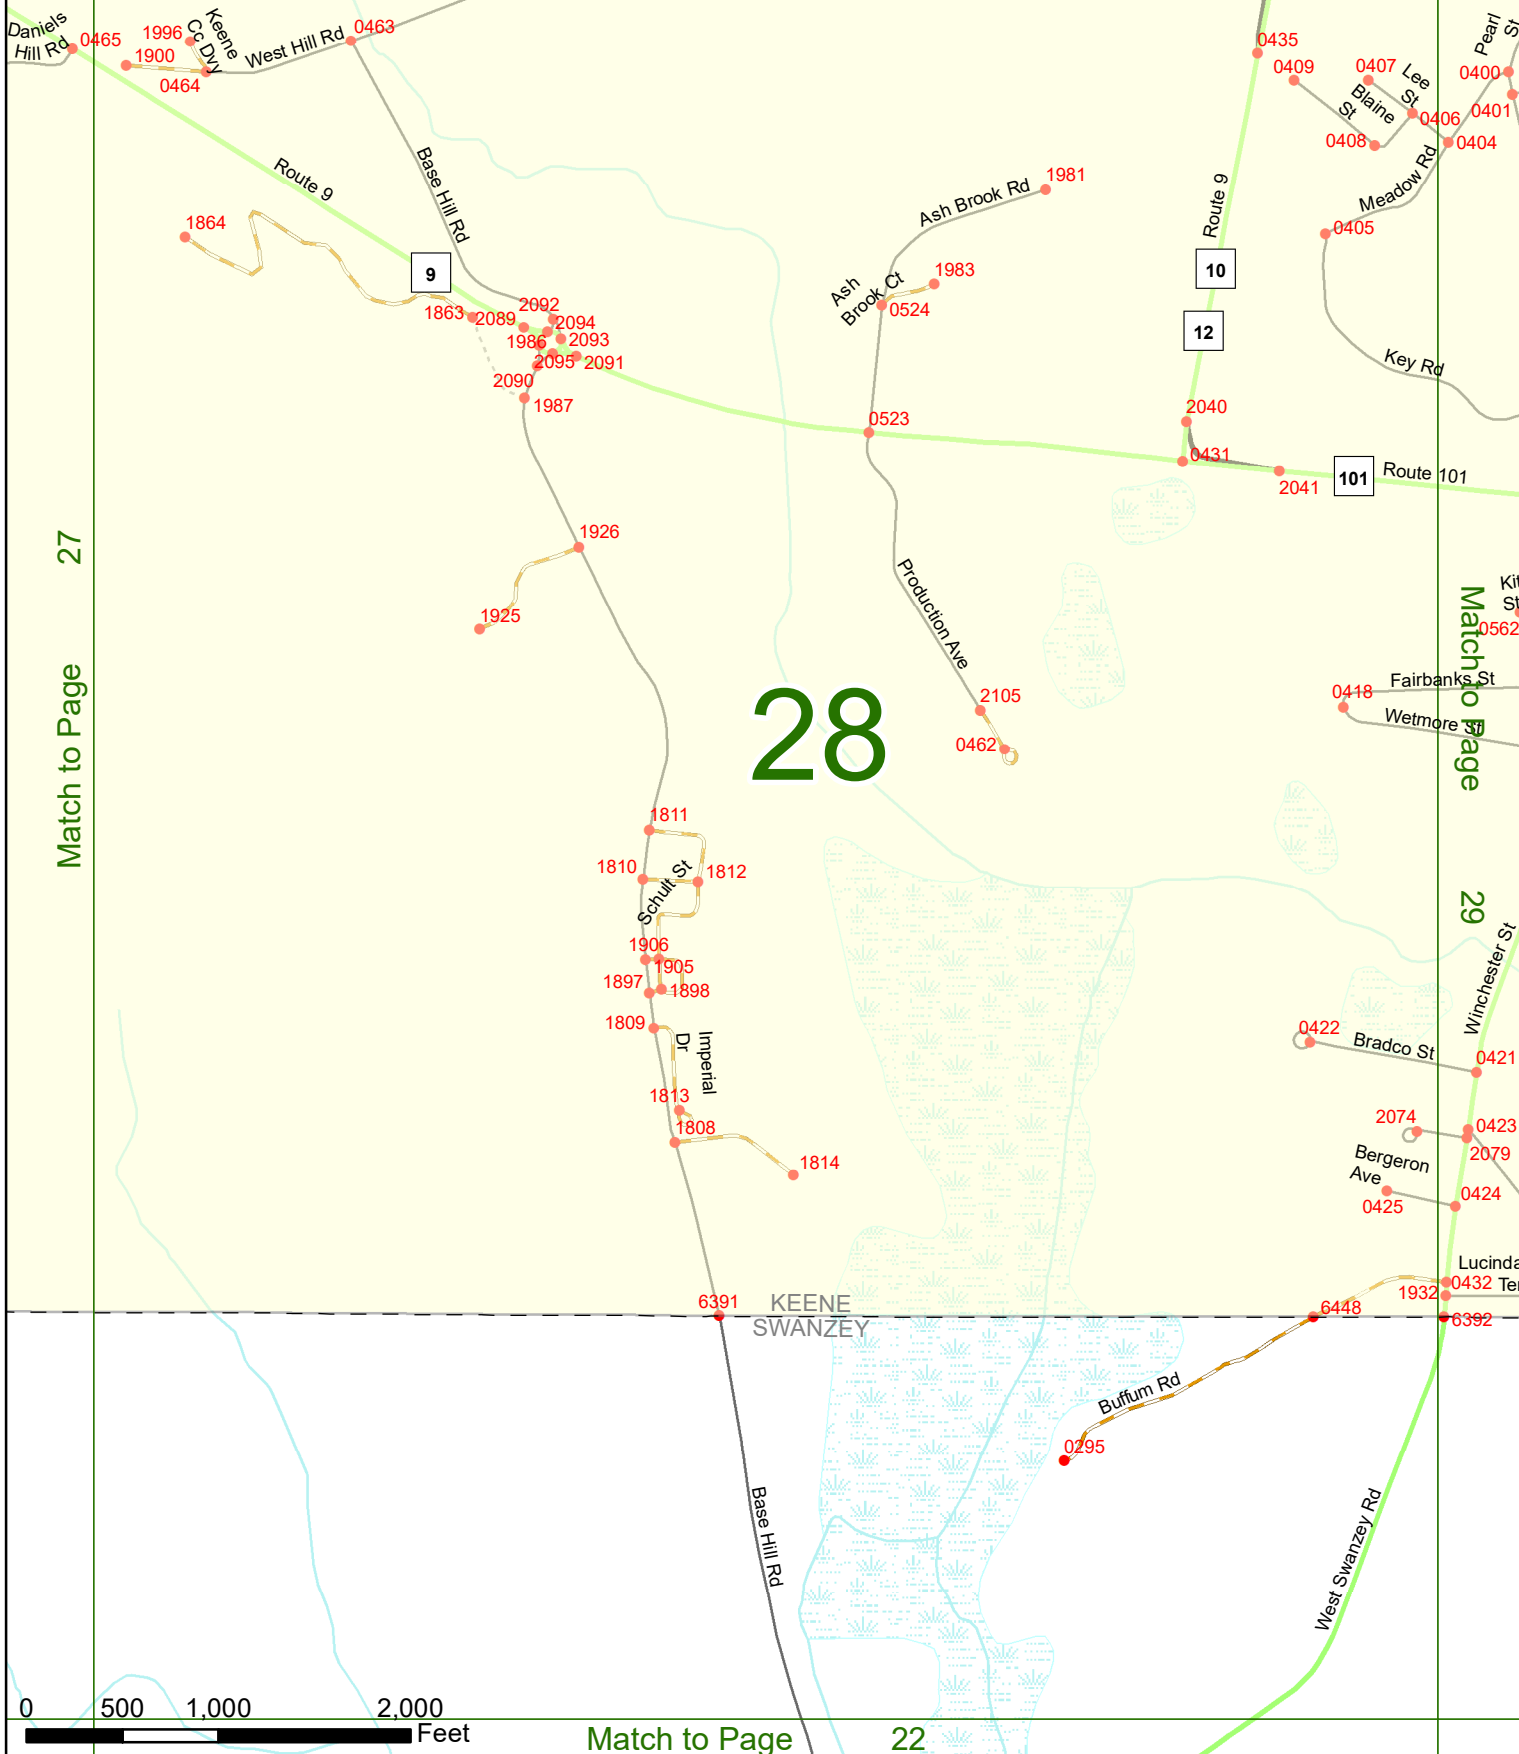 Daniels
Hill Rd
0465
1996
Keene
Cc Dvy
1900
0464
West Hill Rd
0463
0435
0409
0407
Lee
St
Blaine
St
0408
0406
0404
Pearl
St
0400
0401
Meadow Rd
0405
Route 9
Base Hill Rd
1864
9
Ash Brook Rd
1981
Route 9
10
12
Ash
Brook Ct
1983
0524
1863
2089
2092
2094
2093
1986
2095
2091
2090
1987
Key Rd
0523
2040
0431
2041
101
Route 101
27
Match to Page
1926
1925
Production Ave
Kit
St
0562
Match to Page
29
Fairbanks St
0418
Wetmore St
28
2105
0462
1811
1810
Schult St
1812
1906
1905
1897
1898
1809
Imperial
Dr
1813
1808
1814
Winchester St
0422
Bradco St
0421
2074
0423
2079
Bergeron
Ave
0425
0424
Lucinda
Ter
0432
1932
6391
KEENE
SWANZEY
6448
6392
Buffum Rd
0295
Base Hill Rd
West Swanzey Rd
0 500 1,000 2,000
Feet
Match to Page 22